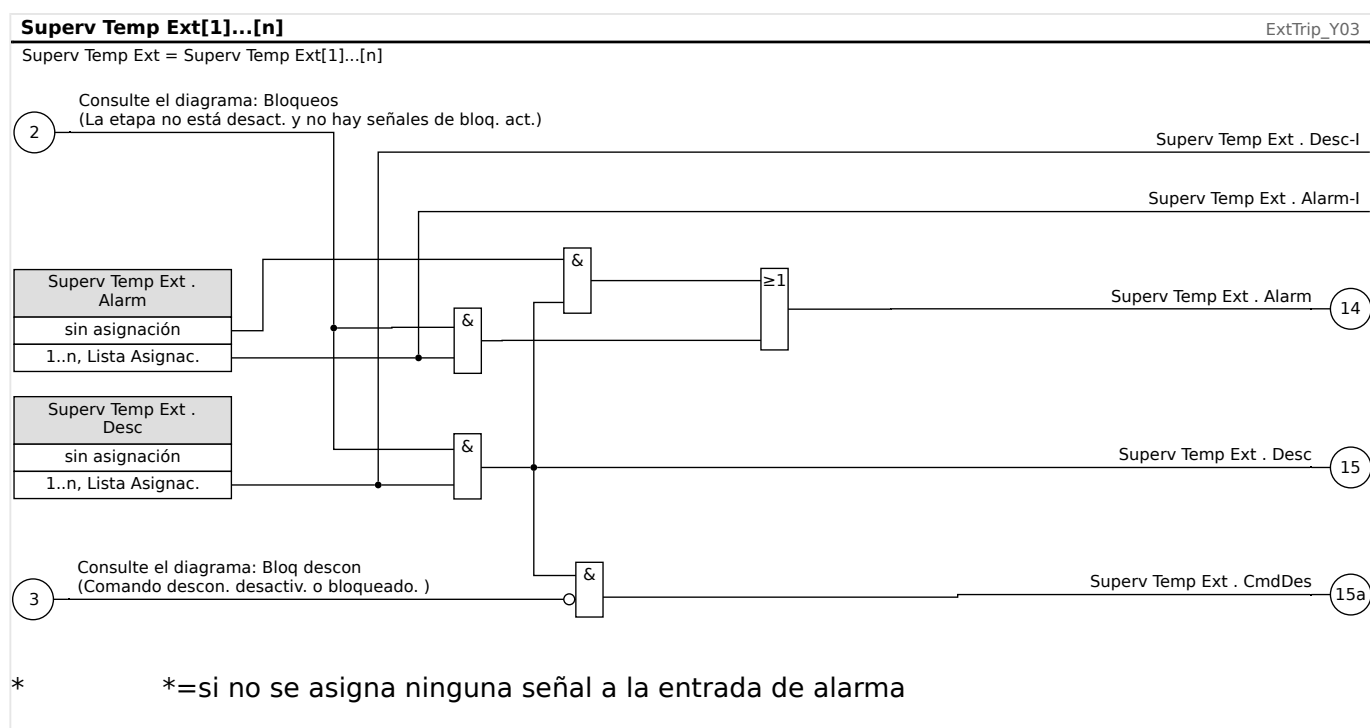 Superv Temp Ext[1]...[n]
ExtTrip_Y03
Superv Temp Ext = Superv Temp Ext[1]...[n]
Consulte el diagrama: Bloqueos
(La etapa no está desact. y no hay señales de bloq. act.)
2
Superv Temp Ext . Desc-I
Superv Temp Ext . Alarm-I
&
Superv Temp Ext .
Alarm
≥1
Superv Temp Ext . Alarm
14
sin asignación
&
1..n, Lista Asignac.
Superv Temp Ext .
Desc
&
sin asignación
Superv Temp Ext . Desc
15
1..n, Lista Asignac.
Consulte el diagrama: Bloq descon
(Comando descon. desactiv. o bloqueado. )
3
&
Superv Temp Ext . CmdDes
15a
* *=si no se asigna ninguna señal a la entrada de alarma